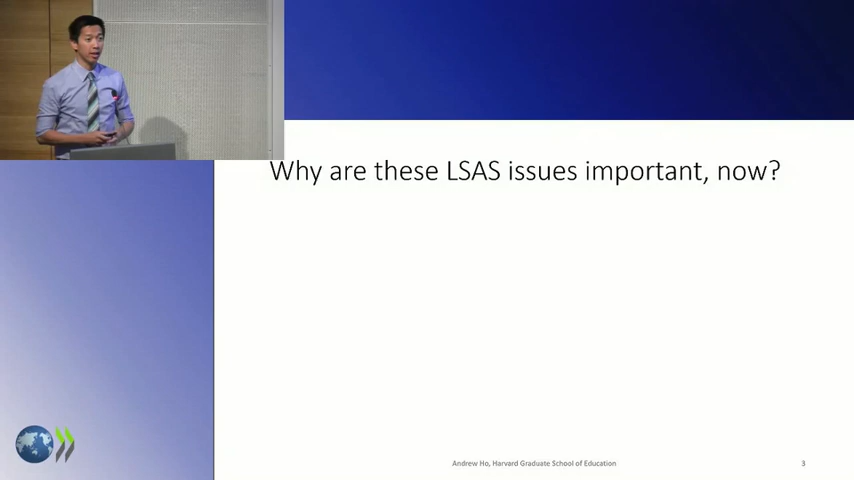 Why are these LSAS issues important, now?
Andrew Ho, Harvard Graduate School of Education
3